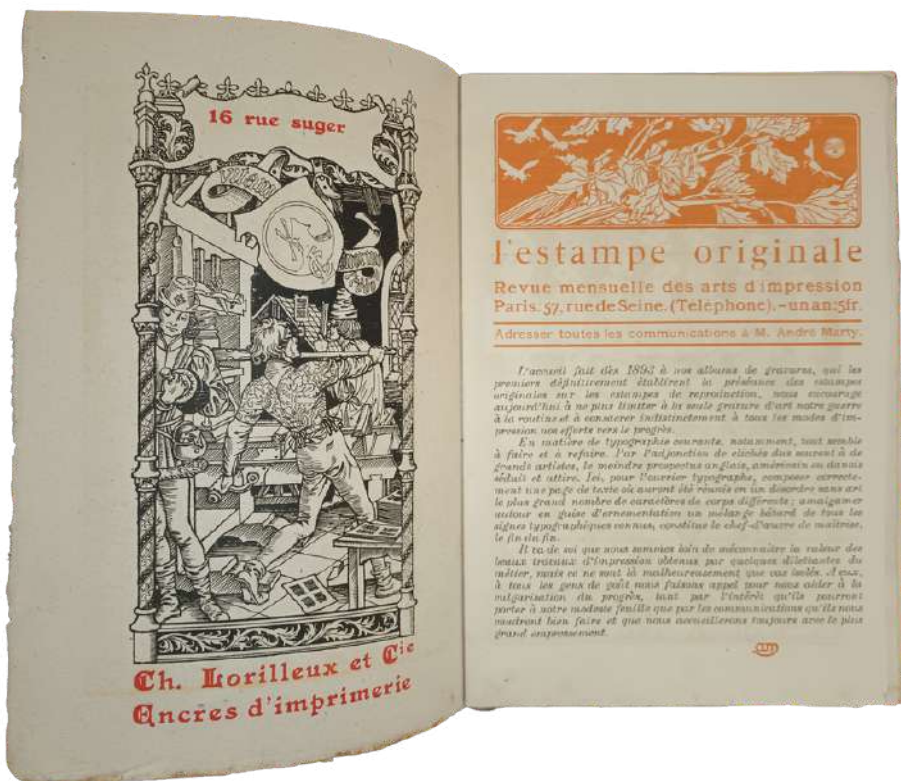 16 rue suger
Ch. Lorilleux et Cie
Encres d'imprimerie
l'estampe originale
Revue mensuelle des arts d'impression
Paris. 57, rue de Seine. (Téléphone). – un an: 5fr.
Adresser toutes les communications à M. André Marty.
L'accueil fait dès 1893 à nos albums de gravures, qui les
premiers définitivement établirent la préséance des estampes
originales sur les estampes de reproduction, nous encourage
aujourd'hui à ne plus limiter à la seule gravure d'art notre guerre
à la routine et à consacrer indistinctement à tous les modes d'im-
pression nos efforts vers le progrès.
En matière de typographie courante, notamment, tout semble
à faire et à refaire. Par l'adjonction de clichés dus souvent à de
grands artistes, le moindre prospectus anglais, américain ou danois
séduit et attire. Ici, pour l'ouvrier typographe, composer correcte-
ment une page de texte où auront été réunis en un désordre sans art
le plus grand nombre de caractères de corps différents; amalgamer
autour en guise d'ornementation un mélange bâtard de tous les
signes typographiques connus, constitue le chef-d'œuvre de maîtrise,
le fin du fin.
Il va de soi que nous sommes loin de méconnaître la valeur des
beaux travaux d'impression obtenus par quelques dilettantes du
métier, mais ce ne sont là malheureusement que cas isolés. A eux,
à tous les gens de goût nous faisons appel pour nous aider à la
vulgarisation du progrès, tant par l'intérêt qu'ils pourront
porter à notre modeste feuille que par les communications qu'ils nous
voudront bien faire et que nous accueillerons toujours avec le plus
grand empressement.
am